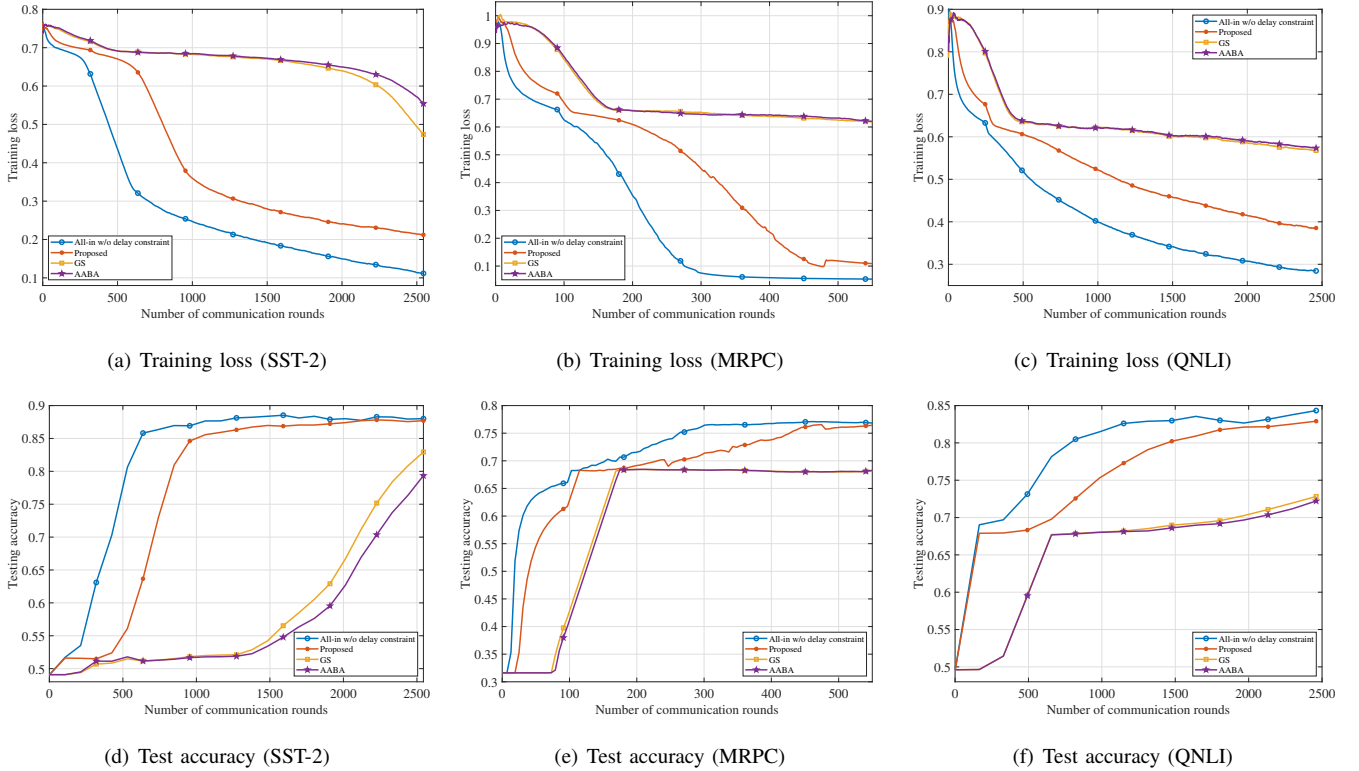 0.8
0.7
0.6
0.5
0.4
0.3
0.2
0.1
Training loss
All-in w/o delay constraint
Proposed
GS
AABA
0 500 1000 1500 2000 2500
Number of communication rounds
(a) Training loss (SST-2)
1
0.9
0.8
0.7
0.6
0.5
0.4
0.3
0.2
0.1
Training loss
All-in w/o delay constraint
Proposed
GS
AABA
0 100 200 300 400 500
Number of communication rounds
(b) Training loss (MRPC)
0.9
0.8
0.7
0.6
0.5
0.4
0.3
Training loss
All-in w/o delay constraint
Proposed
GS
AABA
0 500 1000 1500 2000 2500
Number of communication rounds
(c) Training loss (QNLI)
0.9
0.85
0.8
0.75
0.7
0.65
0.6
0.55
0.5
Testing accuracy
All-in w/o delay constraint
Proposed
GS
AABA
0 500 1000 1500 2000 2500
Number of communication rounds
(d) Test accuracy (SST-2)
0.8
0.75
0.7
0.65
0.6
0.55
0.5
0.45
0.4
0.35
0.3
Testing accuracy
All-in w/o delay constraint
Proposed
GS
AABA
0 100 200 300 400 500
Number of communication rounds
(e) Test accuracy (MRPC)
0.85
0.8
0.75
0.7
0.65
0.6
0.55
0.5
Testing accuracy
All-in w/o delay constraint
Proposed
GS
AABA
0 500 1000 1500 2000 2500
Number of communication rounds
(f) Test accuracy (QNLI)